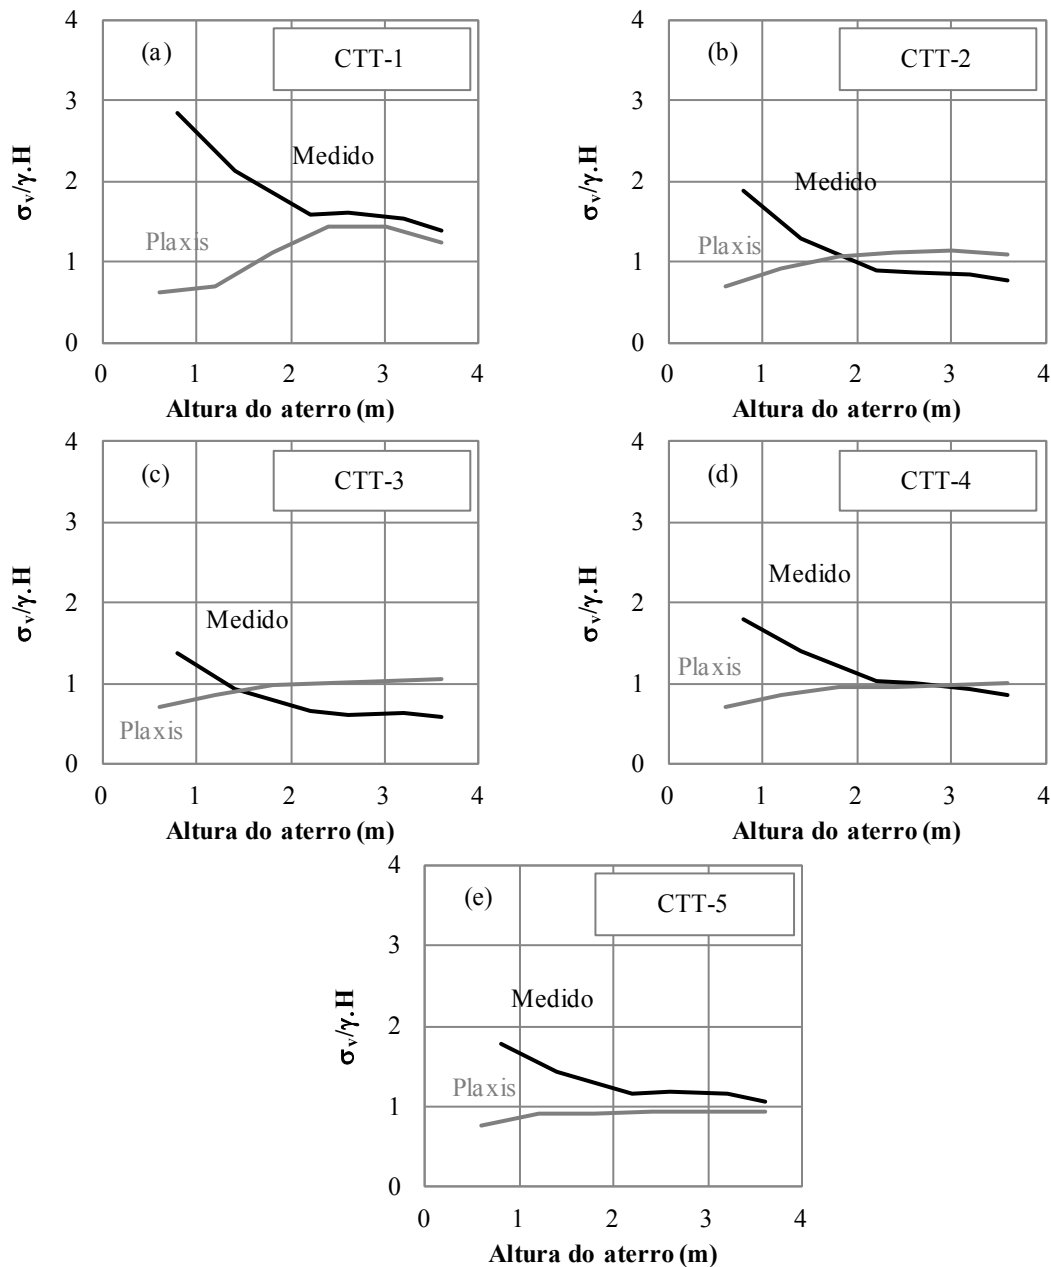 (a)
CTT-1
4
3
2
1
0
σv/γ.H
Medido
Plaxis
0 1 2 3 4
Altura do aterro (m)
(b)
CTT-2
4
3
2
1
0
σv/γ.H
Medido
Plaxis
0 1 2 3 4
Altura do aterro (m)
(c)
CTT-3
4
3
2
1
0
σv/γ.H
Medido
Plaxis
0 1 2 3 4
Altura do aterro (m)
(d)
CTT-4
4
3
2
1
0
σv/γ.H
Medido
Plaxis
0 1 2 3 4
Altura do aterro (m)
(e)
CTT-5
4
3
2
1
0
σv/γ.H
Medido
Plaxis
0 1 2 3 4
Altura do aterro (m)